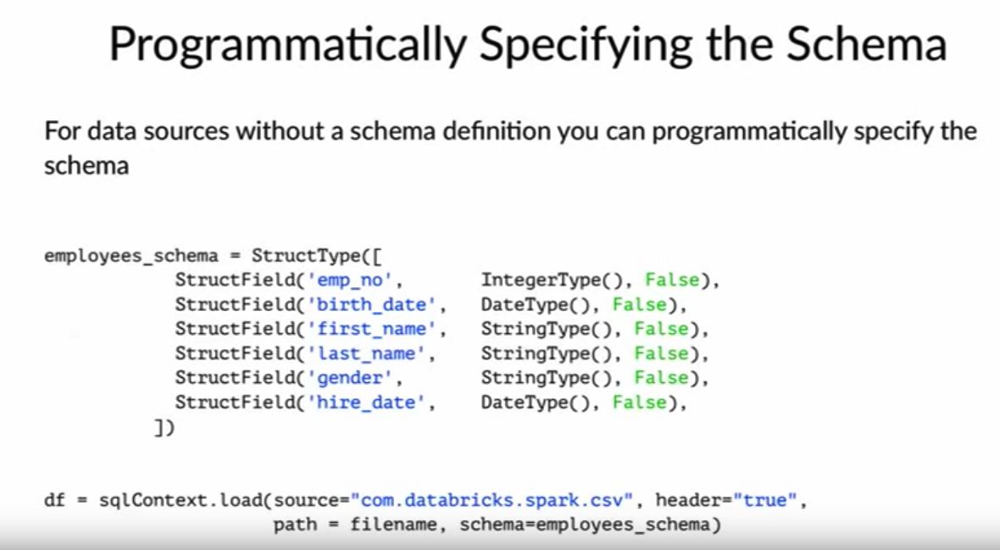 Programmatically Specifying the Schema
For data sources without a schema definition you can programmatically specify the
schema
employees_schema = StructType([
StructField('emp_no', IntegerType(), False),
StructField('birth_date', DateType(), False),
StructField('first_name', StringType(), False),
StructField('last_name', StringType(), False),
StructField('gender', StringType(), False),
StructField('hire_date', DateType(), False),
])
df = sqlContext.load(source="com.databricks.spark.csv", header="true",
path = filename, schema=employees_schema)